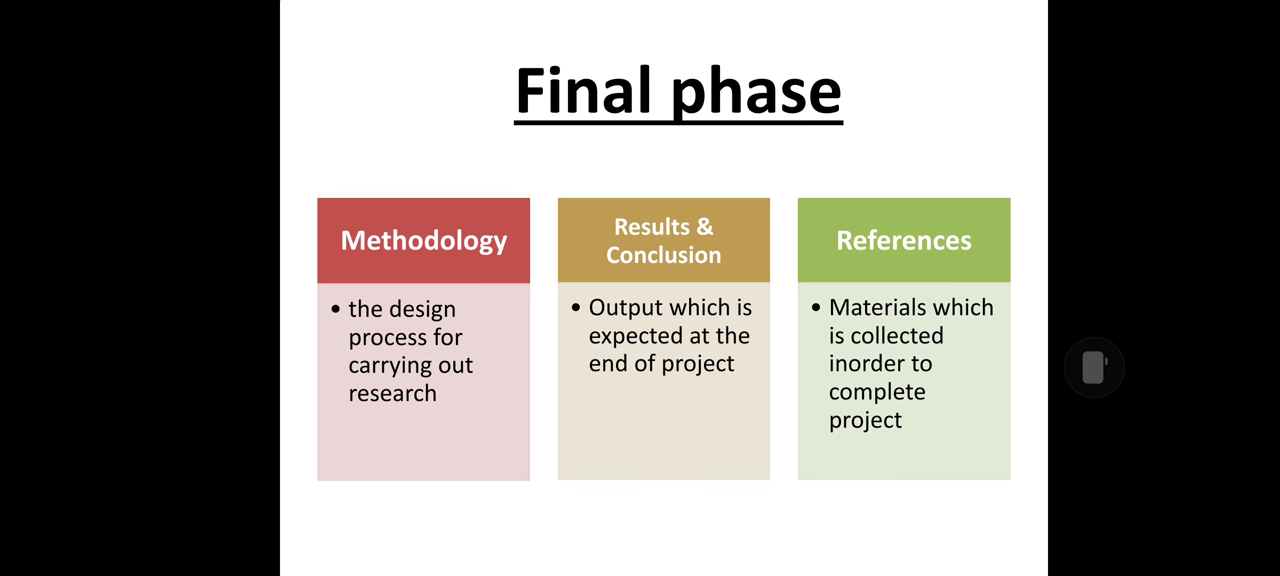 Final phase
Methodology
• the design
process for
carrying out
research
Results &
Conclusion
• Output which is
expected at the
end of project
References
• Materials which
is collected
inorder to
complete
project